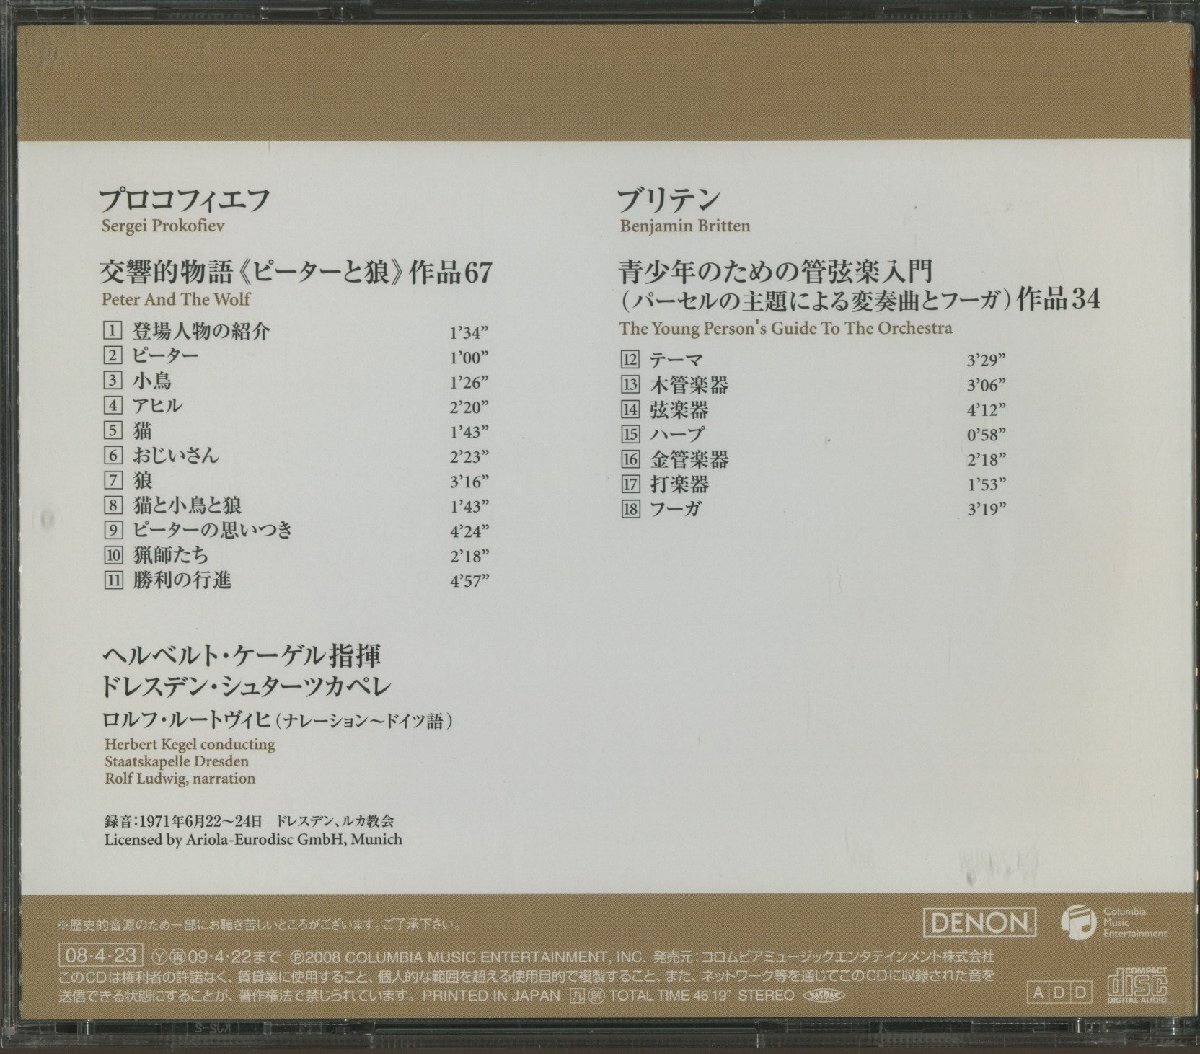 プロコフィエフ
Sergei Prokofiev
交響的物語《ピーターと狼》作品67
Peter And The Wolf
1 登場人物の紹介 1'34"
2 ピーター 1'00"
3 小鳥 1'26"
4 アヒル 2'20"
5 猫 1'43"
6 おじいさん 2'23"
7 狼 3'16"
8 猫と小鳥と狼 1'43"
9 ピーターの思いつき 4'24"
10 猟師たち 2'18"
11 勝利の行進 4'57"
ヘルベルト・ケーゲル指揮
ドレスデン・シュターツカペレ
ロルフ・ルートヴィヒ(ナレーション〜ドイツ語)
Herbert Kegel conducting
Staatskapelle Dresden
Rolf Ludwig, narration
録音:1971年6月22〜24日 ドレスデン、ルカ教会
Licensed by Ariola-Eurodisc GmbH, Munich
ブリテン
Benjamin Britten
青少年のための管弦楽入門
(パーセルの主題による変奏曲とフーガ)作品34
The Young Person's Guide To The Orchestra
12 テーマ 3'29"
13 木管楽器 3'06"
14 弦楽器 4'12"
15 ハープ 0'58"
16 金管楽器 2'18"
17 打楽器 1'53"
18 フーガ 3'19"
※歴史的音源のため一部にお聴き苦しいところがございます。ご了承下さい。
DENON
Columbia
Music
Entertainment
08-4-23 Ⓨ㊢09・4・22まで ℗2008 COLUMBIA MUSIC ENTERTAINMENT, INC. 発売元:コロムビアミュージックエンタテインメント株式会社
このCDは権利者の許諾なく、賃貸業に使用すること、個人的な範囲を超える使用目的で複製すること、また、ネットワーク等を通じてこのCDに収録された音を
送信できる状態にすることが、著作権法で禁じられています。 PRINTED IN JAPAN TOTAL TIME 46'19" STEREO
ADD
COMPACT
disc
DIGITAL AUDIO